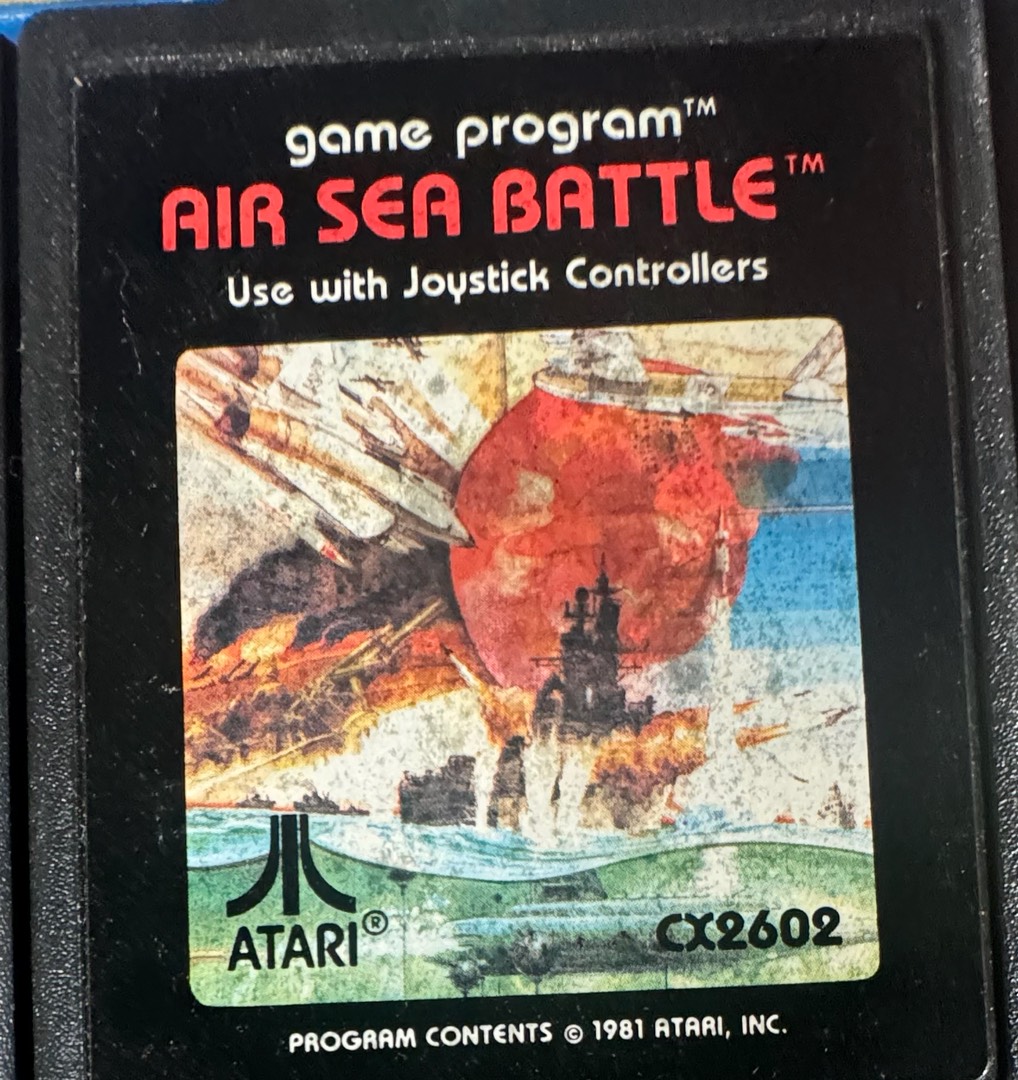 game program™
AIR SEA BATTLE™
Use with Joystick Controllers
ATARI®
CX2602
PROGRAM CONTENTS © 1981 ATARI, INC.